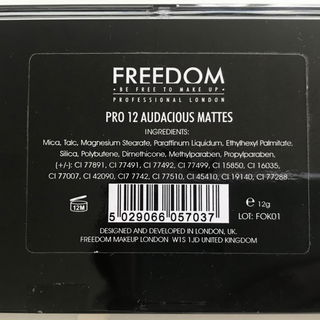 FREEDOM
• BE FREE TO MAKE UP •
PROFESSIONAL LONDON
PRO 12 AUDACIOUS MATTES
INGREDIENTS:
Mica, Talc, Magnesium Stearate, Paraffinum Liquidum, Ethylhexyl Palmitate,
Silica, Polybutene, Dimethicone, Methylparaben, Propylparaben,
(+/-): CI 77891, CI 77491, CI 77492, CI 77499, CI 15850, CI 16035,
CI 77007, CI 42090, CI 77742, CI 77510, CI 45410, CI 19140, CI 77288.
12M
5 029066 057037
e 12g
LOT: FOK01
DESIGNED AND DEVELOPED IN LONDON, UK.
FREEDOM MAKEUP LONDON W1S 1JD UNITED KINGDOM